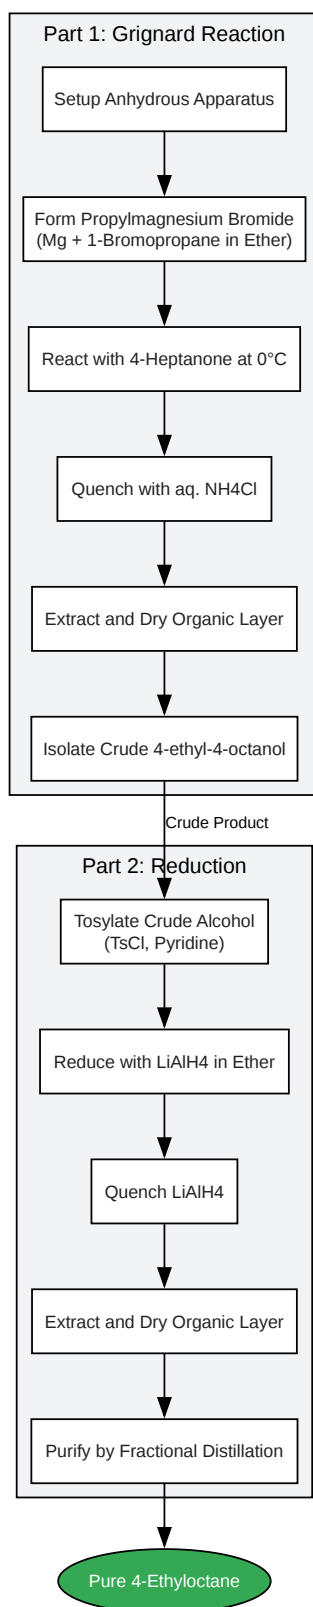 Part 1: Grignard Reaction
Setup Anhydrous Apparatus
Form Propylmagnesium Bromide
(Mg + 1-Bromopropane in Ether)
React with 4-Heptanone at 0°C
Quench with aq. NH4Cl
Extract and Dry Organic Layer
Isolate Crude 4-ethyl-4-octanol
Crude Product
Part 2: Reduction
Tosylate Crude Alcohol
(TsCl, Pyridine)
Reduce with LiAlH4 in Ether
Quench LiAlH4
Extract and Dry Organic Layer
Purify by Fractional Distillation
Pure 4-Ethyloctane